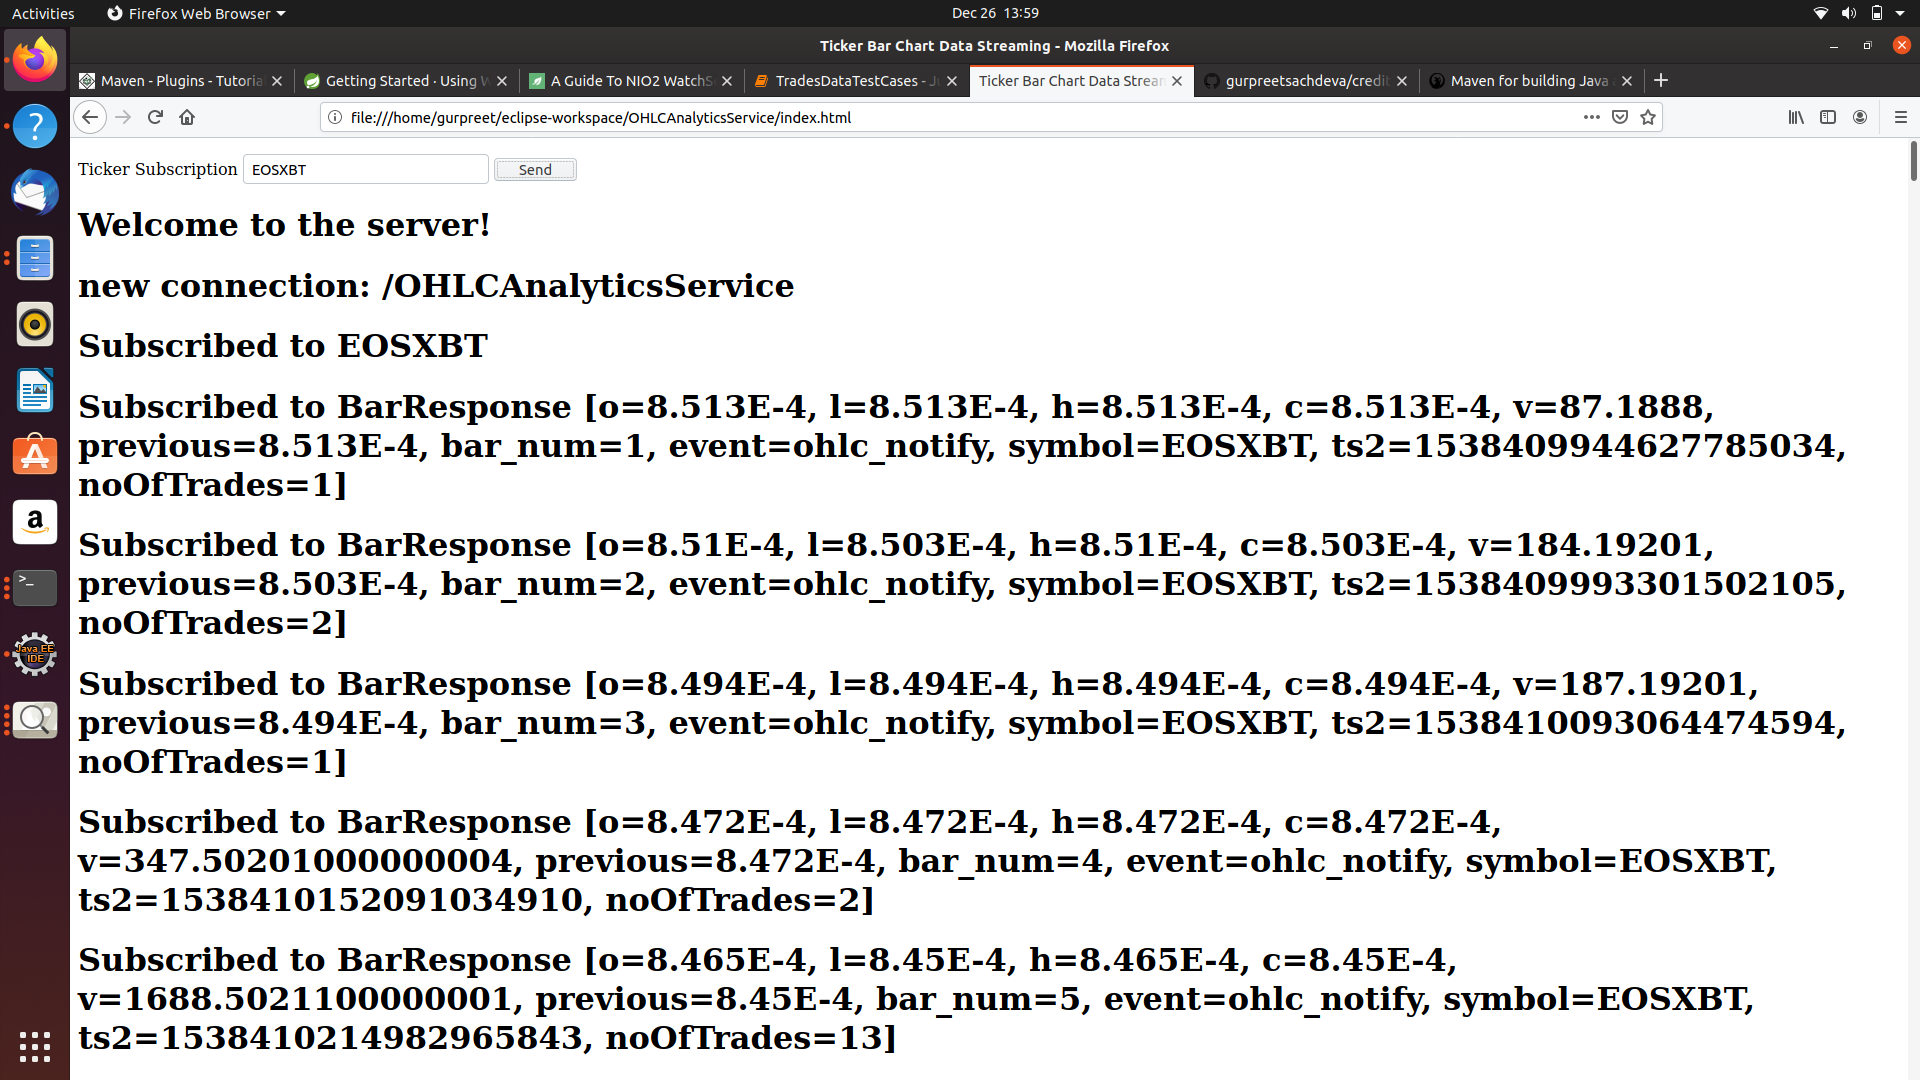 Activities
Firefox Web Browser
Dec 26 13:59
Ticker Bar Chart Data Streaming - Mozilla Firefox
Maven - Plugins - Tutoria
Getting Started · Using W
A Guide To NIO2 WatchS
TradesDataTestCases - J
Ticker Bar Chart Data Stream
gurpreetsachdeva/credit
Maven for building Java
file:///home/gurpreet/eclipse-workspace/OHLCAnalyticsService/index.html
Ticker Subscription EOSXBT Send
Welcome to the server!
new connection: /OHLCAnalyticsService
Subscribed to EOSXBT
Subscribed to BarResponse [o=8.513E-4, l=8.513E-4, h=8.513E-4, c=8.513E-4, v=87.1888,
previous=8.513E-4, bar_num=1, event=ohlc_notify, symbol=EOSXBT, ts2=1538409944627785034,
noOfTrades=1]
Subscribed to BarResponse [o=8.51E-4, l=8.503E-4, h=8.51E-4, c=8.503E-4, v=184.19201,
previous=8.503E-4, bar_num=2, event=ohlc_notify, symbol=EOSXBT, ts2=1538409993301502105,
noOfTrades=2]
Subscribed to BarResponse [o=8.494E-4, l=8.494E-4, h=8.494E-4, c=8.494E-4, v=187.19201,
previous=8.494E-4, bar_num=3, event=ohlc_notify, symbol=EOSXBT, ts2=1538410093064474594,
noOfTrades=1]
Subscribed to BarResponse [o=8.472E-4, l=8.472E-4, h=8.472E-4, c=8.472E-4,
v=347.50201000000004, previous=8.472E-4, bar_num=4, event=ohlc_notify, symbol=EOSXBT,
ts2=1538410152091034910, noOfTrades=2]
Subscribed to BarResponse [o=8.465E-4, l=8.45E-4, h=8.465E-4, c=8.45E-4,
v=1688.5021100000001, previous=8.45E-4, bar_num=5, event=ohlc_notify, symbol=EOSXBT,
ts2=1538410214982965843, noOfTrades=13]
Java EE
IDE